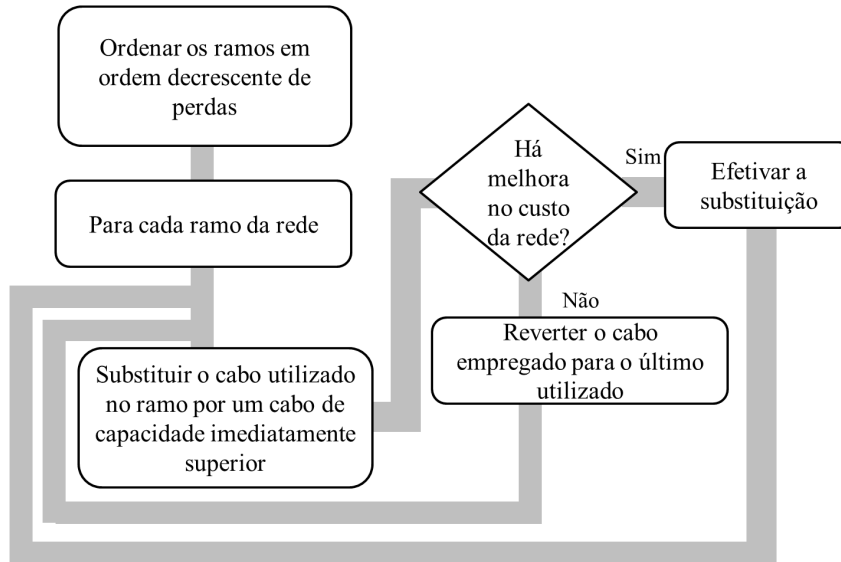 Ordenar os ramos em
ordem decrescente de
perdas
Para cada ramo da rede
Substituir o cabo utilizado
no ramo por um cabo de
capacidade imediatamente
superior
Há
melhora
no custo
da rede?
Sim
Efetivar a
substituição
Não
Reverter o cabo
empregado para o último
utilizado